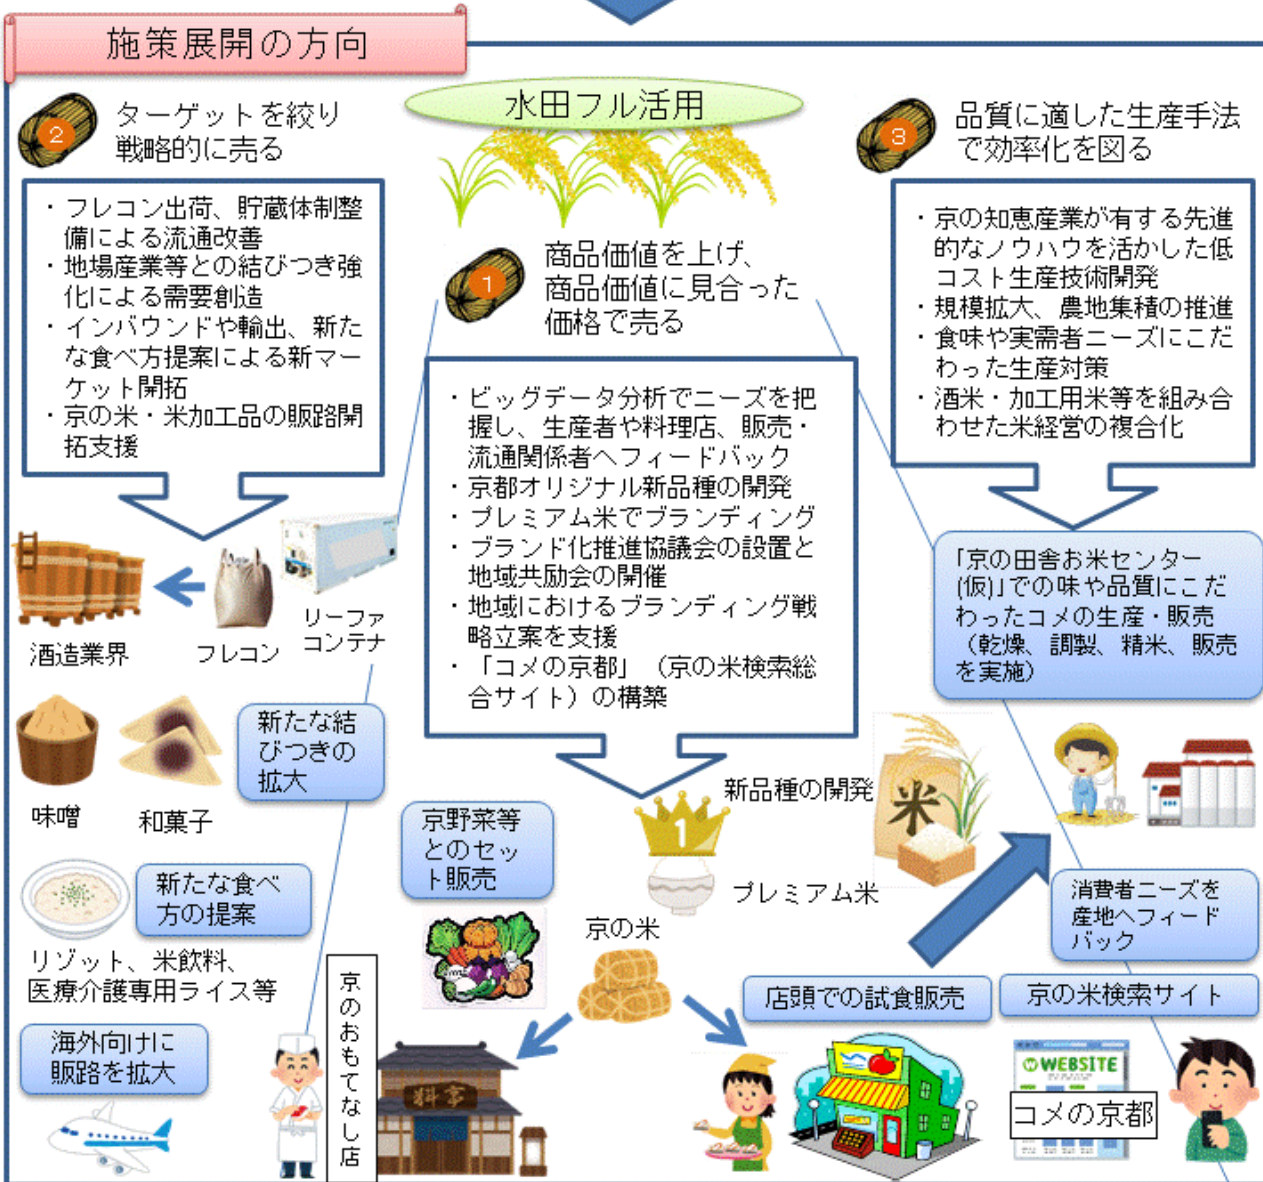 施策展開の方向
水田フル活用
2
ターゲットを絞り
戦略的に売る
・フレコン出荷、貯蔵体制整
備による流通改善
・地場産業等との結びつき強
化による需要創造
・インバウンドや輸出、新た
な食べ方提案による新マー
ケット開拓
・京の米・米加工品の販路開
拓支援
酒造業界
フレコン
リーファ
コンテナ
味噌
和菓子
新たな結
びつきの
拡大
新たな食べ
方の提案
リゾット、米飲料、
医療介護専用ライス等
海外向けに
販路を拡大
1
商品価値を上げ、
商品価値に見合った
価格で売る
・ビッグデータ分析でニーズを把
握し、生産者や料理店、販売・
流通関係者へフィードバック
・京都オリジナル新品種の開発
・プレミアム米でブランディング
・ブランド化推進協議会の設置と
地域共励会の開催
・地域におけるブランディング戦
略立案を支援
・「コメの京都」（京の米検索総
合サイト）の構築
京野菜等
とのセッ
ト販売
1
新品種の開発
米
プレミアム米
京の米
京のおもてなし店
料亭
店頭での試食販売
3
品質に適した生産手法
で効率化を図る
・京の知恵産業が有する先進
的なノウハウを活かした低
コスト生産技術開発
・規模拡大、農地集積の推進
・食味や実需者ニーズにこだ
わった生産対策
・酒米・加工用米等を組み合
わせた米経営の複合化
「京の田舎お米センター
(仮)」での味や品質にこだ
わったコメの生産・販売
（乾燥、調製、精米、販売
を実施）
消費者ニーズを
産地へフィード
バック
京の米検索サイト
WEBSITE
コメの京都